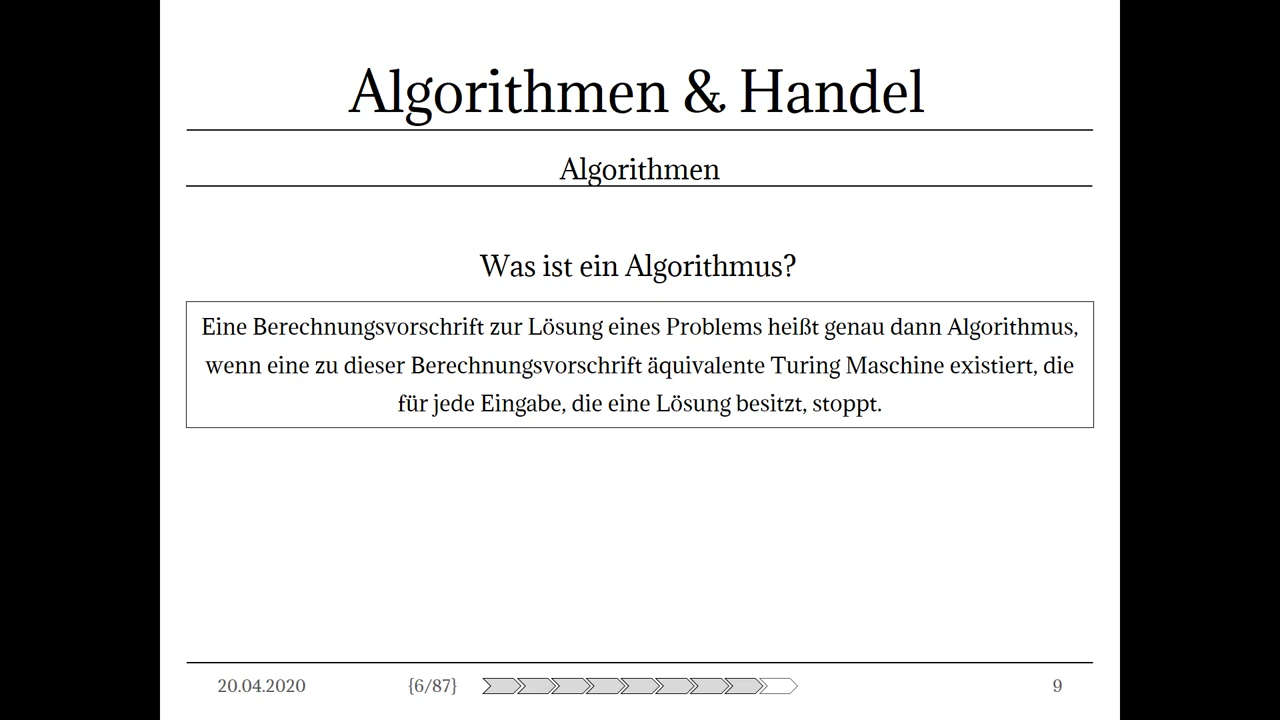 Algorithmen & Handel
Algorithmen
Was ist ein Algorithmus?
Eine Berechnungsvorschrift zur Lösung eines Problems heißt genau dann Algorithmus,
wenn eine zu dieser Berechnungsvorschrift äquivalente Turing Maschine existiert, die
für jede Eingabe, die eine Lösung besitzt, stoppt.
20.04.2020 {6/87} 9